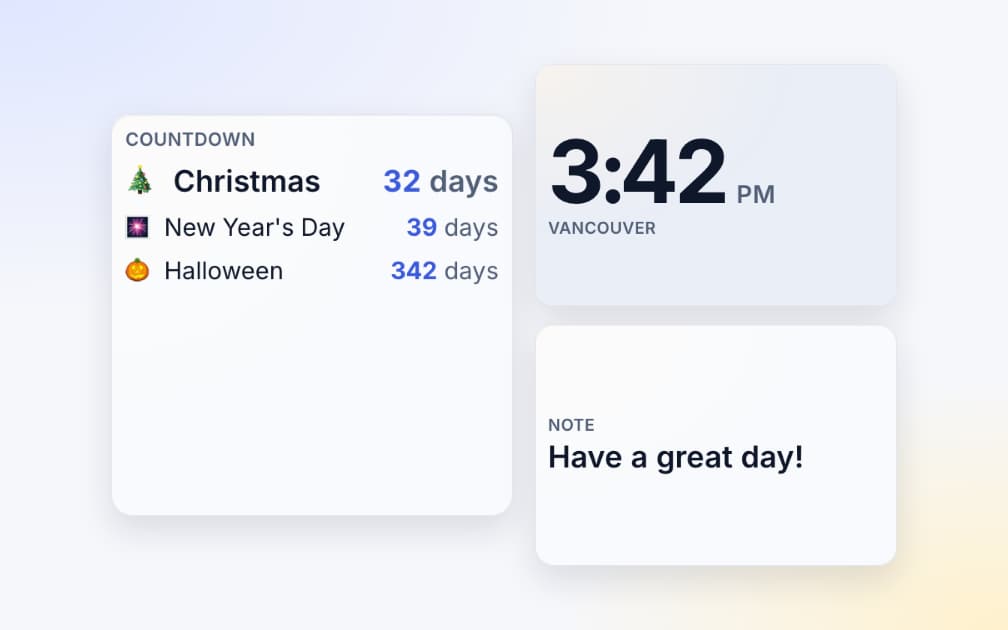 COUNTDOWN
🎄 Christmas 32 days
🎆 New Year's Day 39 days
🎃 Halloween 342 days
3:42 PM
VANCOUVER
NOTE
Have a great day!